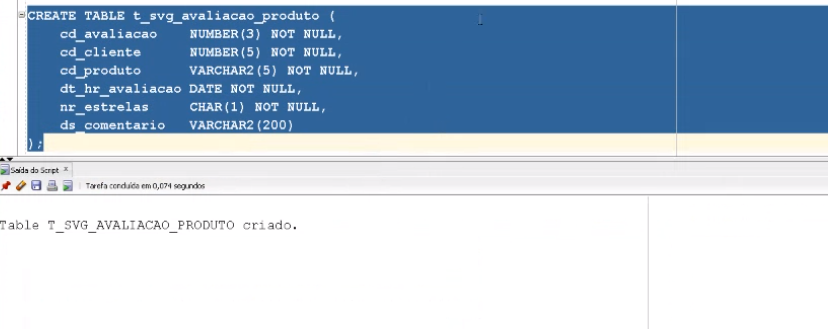 CREATE TABLE t_svg_avaliacao_produto (
cd_avaliacao NUMBER(3) NOT NULL,
cd_cliente NUMBER(5) NOT NULL,
cd_produto VARCHAR2(5) NOT NULL,
dt_hr_avaliacao DATE NOT NULL,
nr_estrelas CHAR(1) NOT NULL,
ds_comentario VARCHAR2(200)
);
Saída do Script x
Tarefa concluída em 0,074 segundos
Table T_SVG_AVALIACAO_PRODUTO criado.